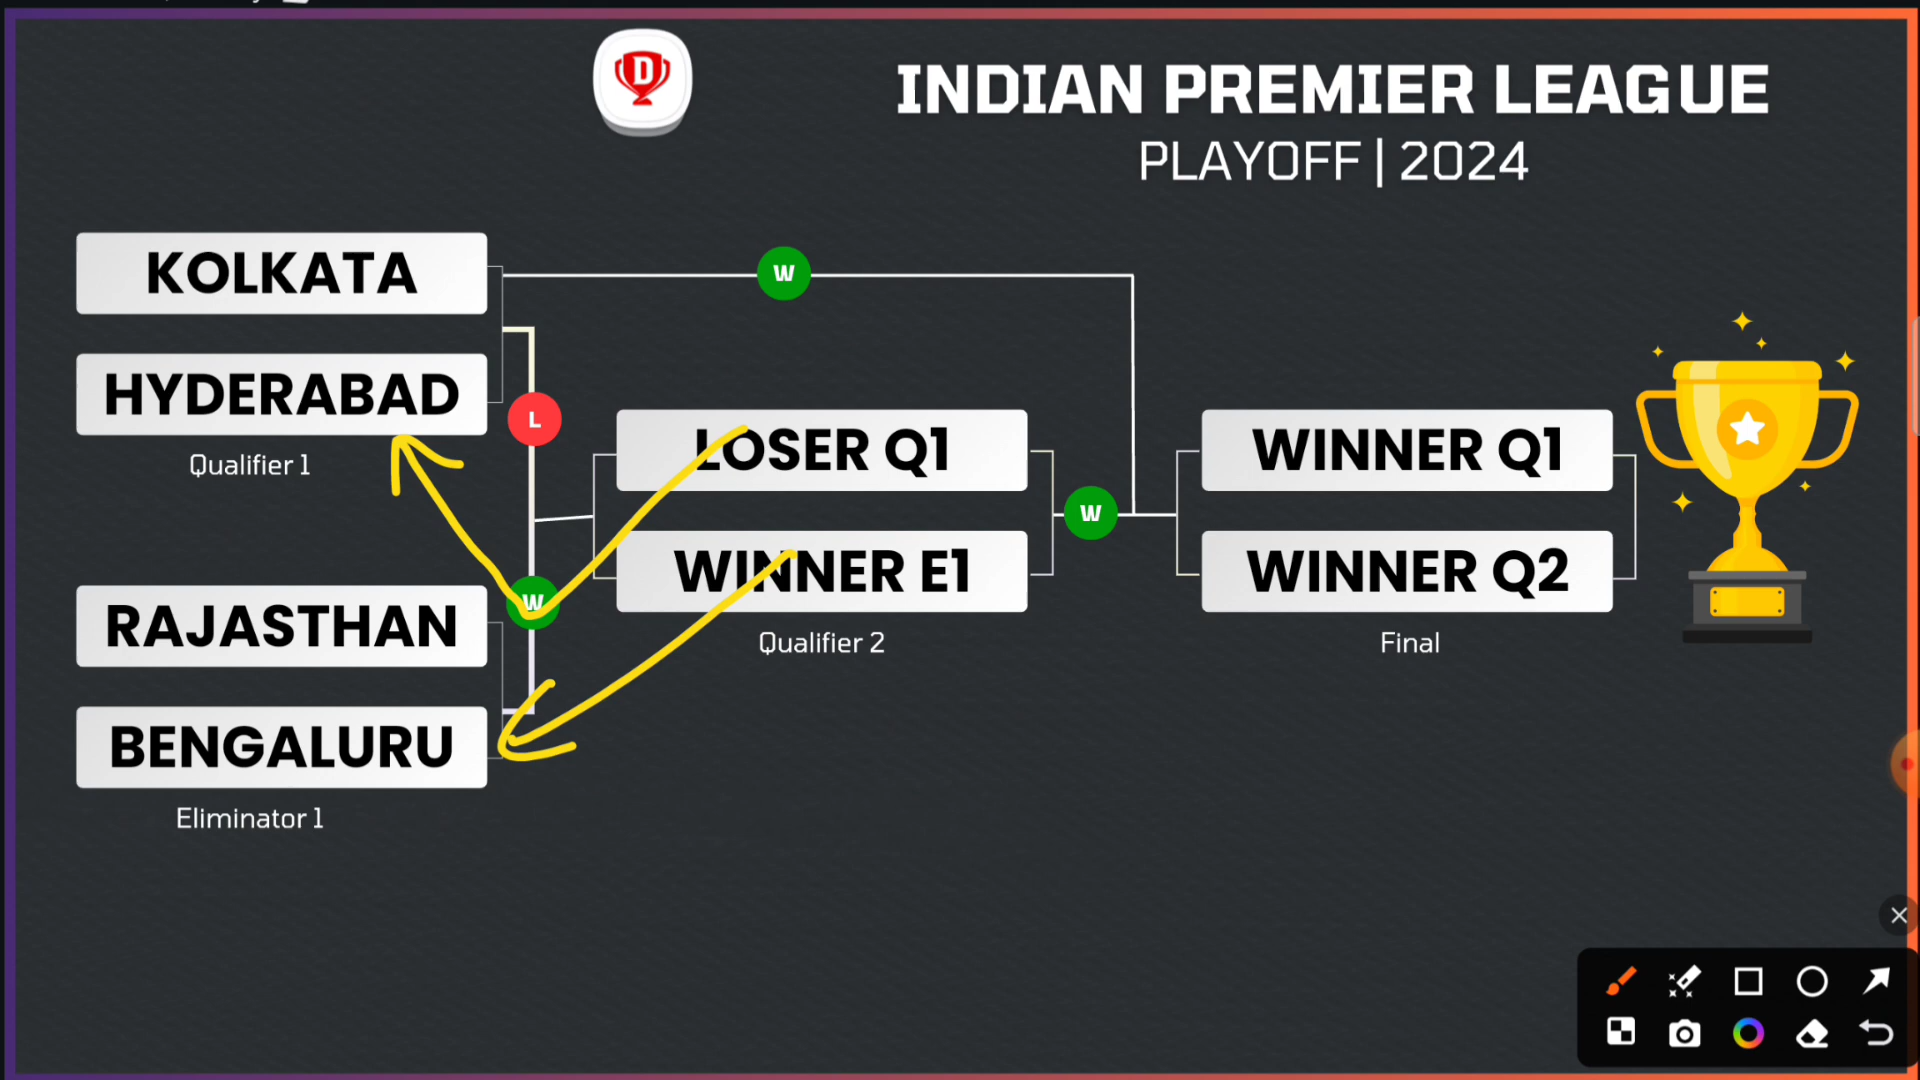 D
INDIAN PREMIER LEAGUE
PLAYOFF | 2024
KOLKATA
W
HYDERABAD
L
Qualifier 1
LOSER Q1
WINNER Q1
W
WINNER E1
WINNER Q2
W
RAJASTHAN
Qualifier 2
Final
BENGALURU
Eliminator 1